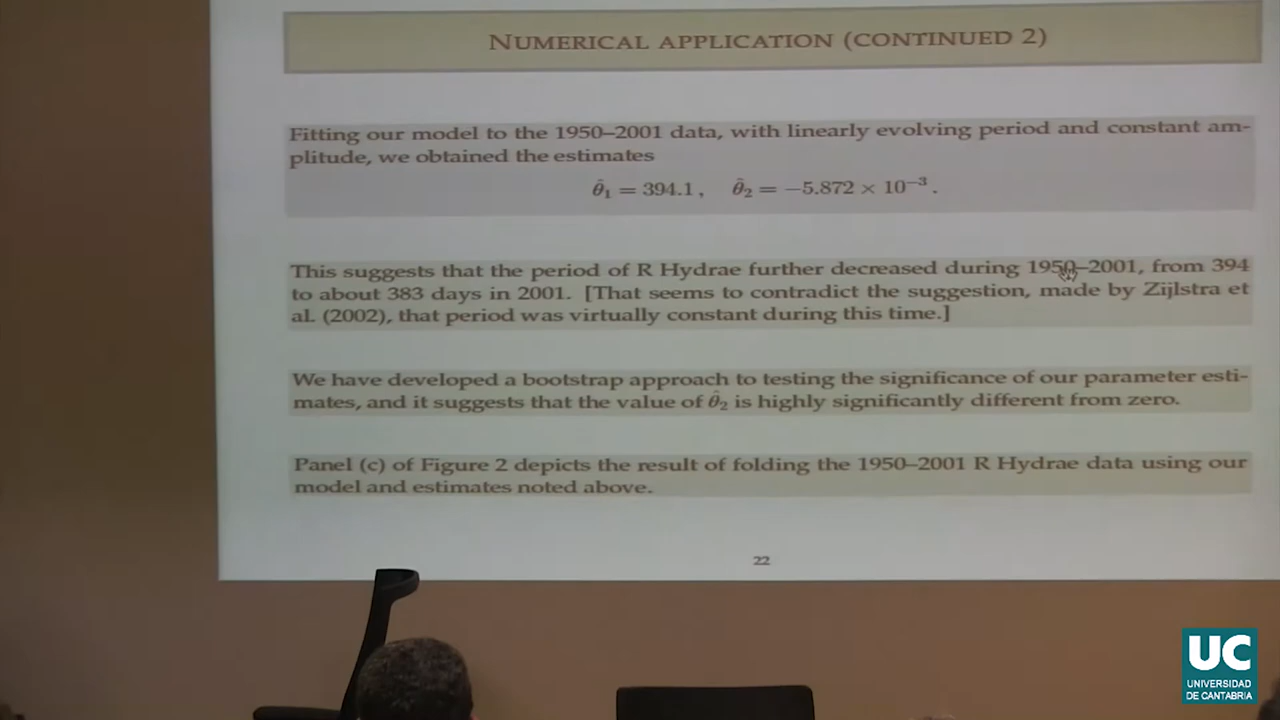 NUMERICAL APPLICATION (CONTINUED 2)
Fitting our model to the 1950–2001 data, with linearly evolving period and constant am-
plitude, we obtained the estimates
θ̂₁ = 394.1, θ̂₂ = −5.872 × 10⁻³.
This suggests that the period of R Hydrae further decreased during 1950–2001, from 394
to about 383 days in 2001. [That seems to contradict the suggestion, made by Zijlstra et
al. (2002), that period was virtually constant during this time.]
We have developed a bootstrap approach to testing the significance of our parameter esti-
mates, and it suggests that the value of θ̂₂ is highly significantly different from zero.
Panel (c) of Figure 2 depicts the result of folding the 1950–2001 R Hydrae data using our
model and estimates noted above.
22
UC
UNIVERSIDAD
DE CANTABRIA